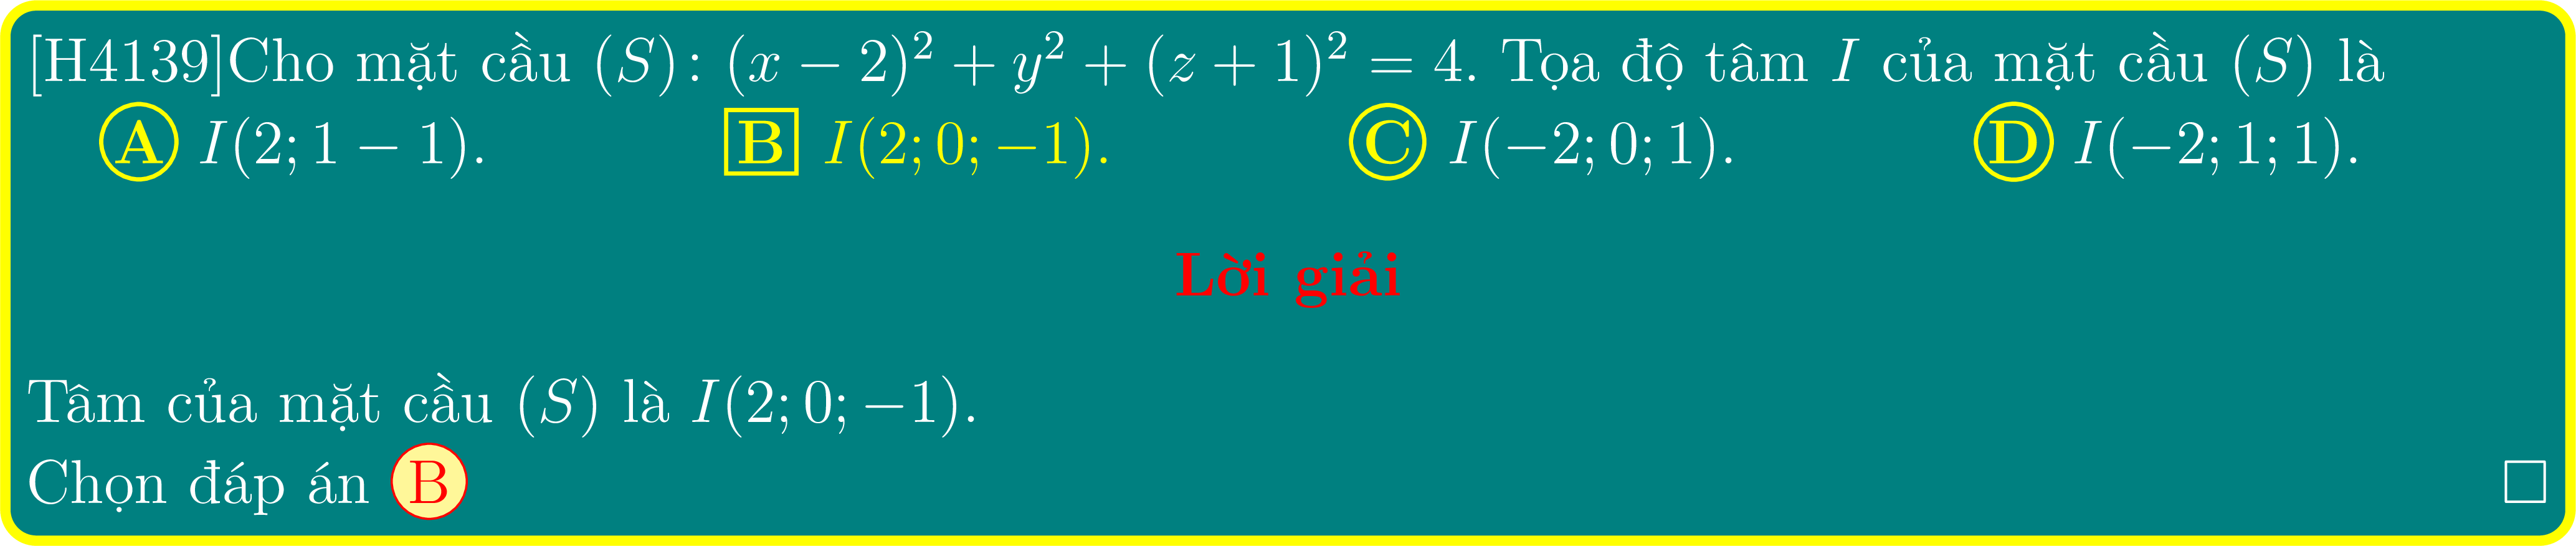 [H4139]Cho mặt cầu (S): (x − 2)² + y² + (z + 1)² = 4. Tọa độ tâm I của mặt cầu (S) là
A I(2; 1 − 1). B I(2; 0; −1). C I(−2; 0; 1). D I(−2; 1; 1).
Lời giải
Tâm của mặt cầu (S) là I(2; 0; −1).
Chọn đáp án B □